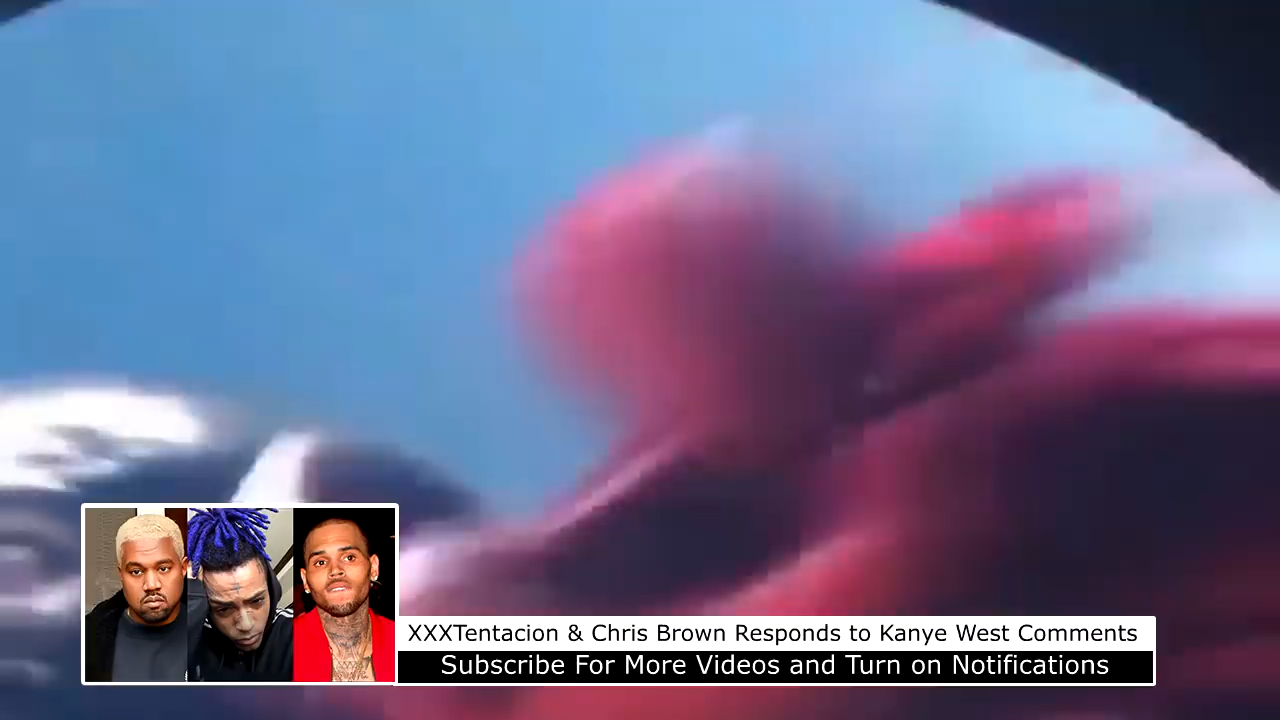 XXXTentacion & Chris Brown Responds to Kanye West Comments
Subscribe For More Videos and Turn on Notifications